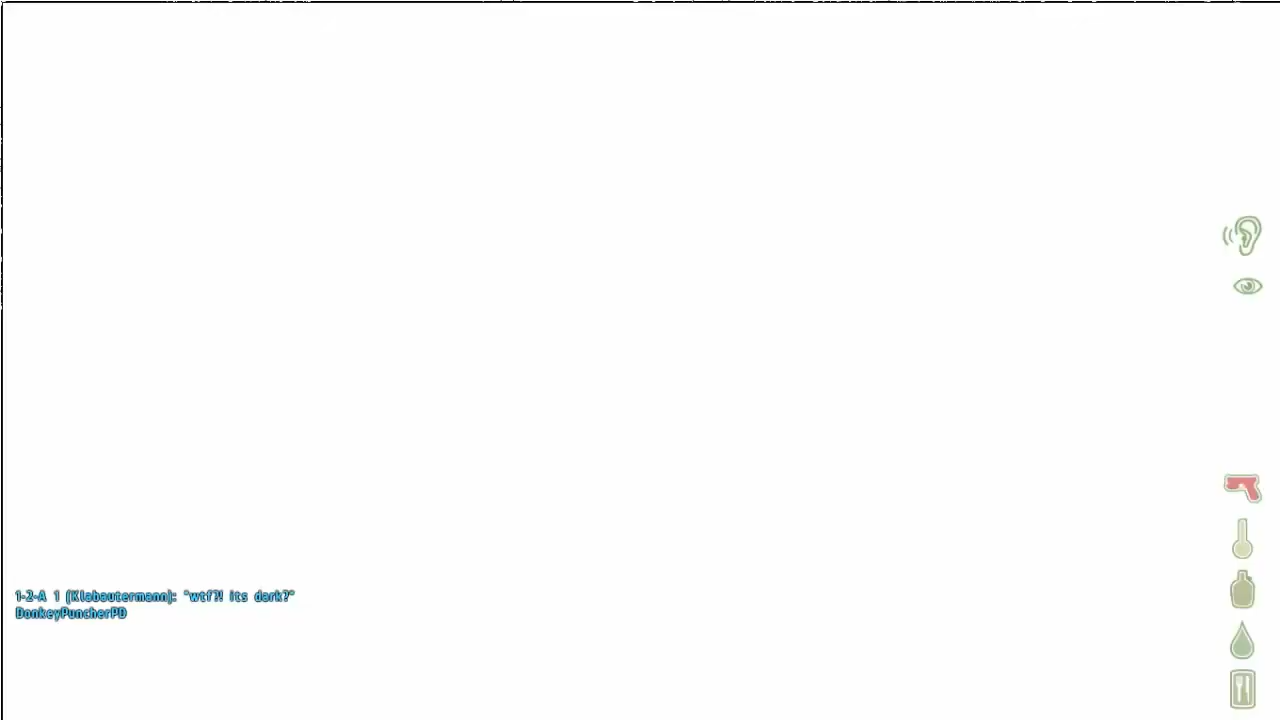 1-2-A 1 (Klabautermann): "wtf?! its dark?"
DonkeyPuncherPD